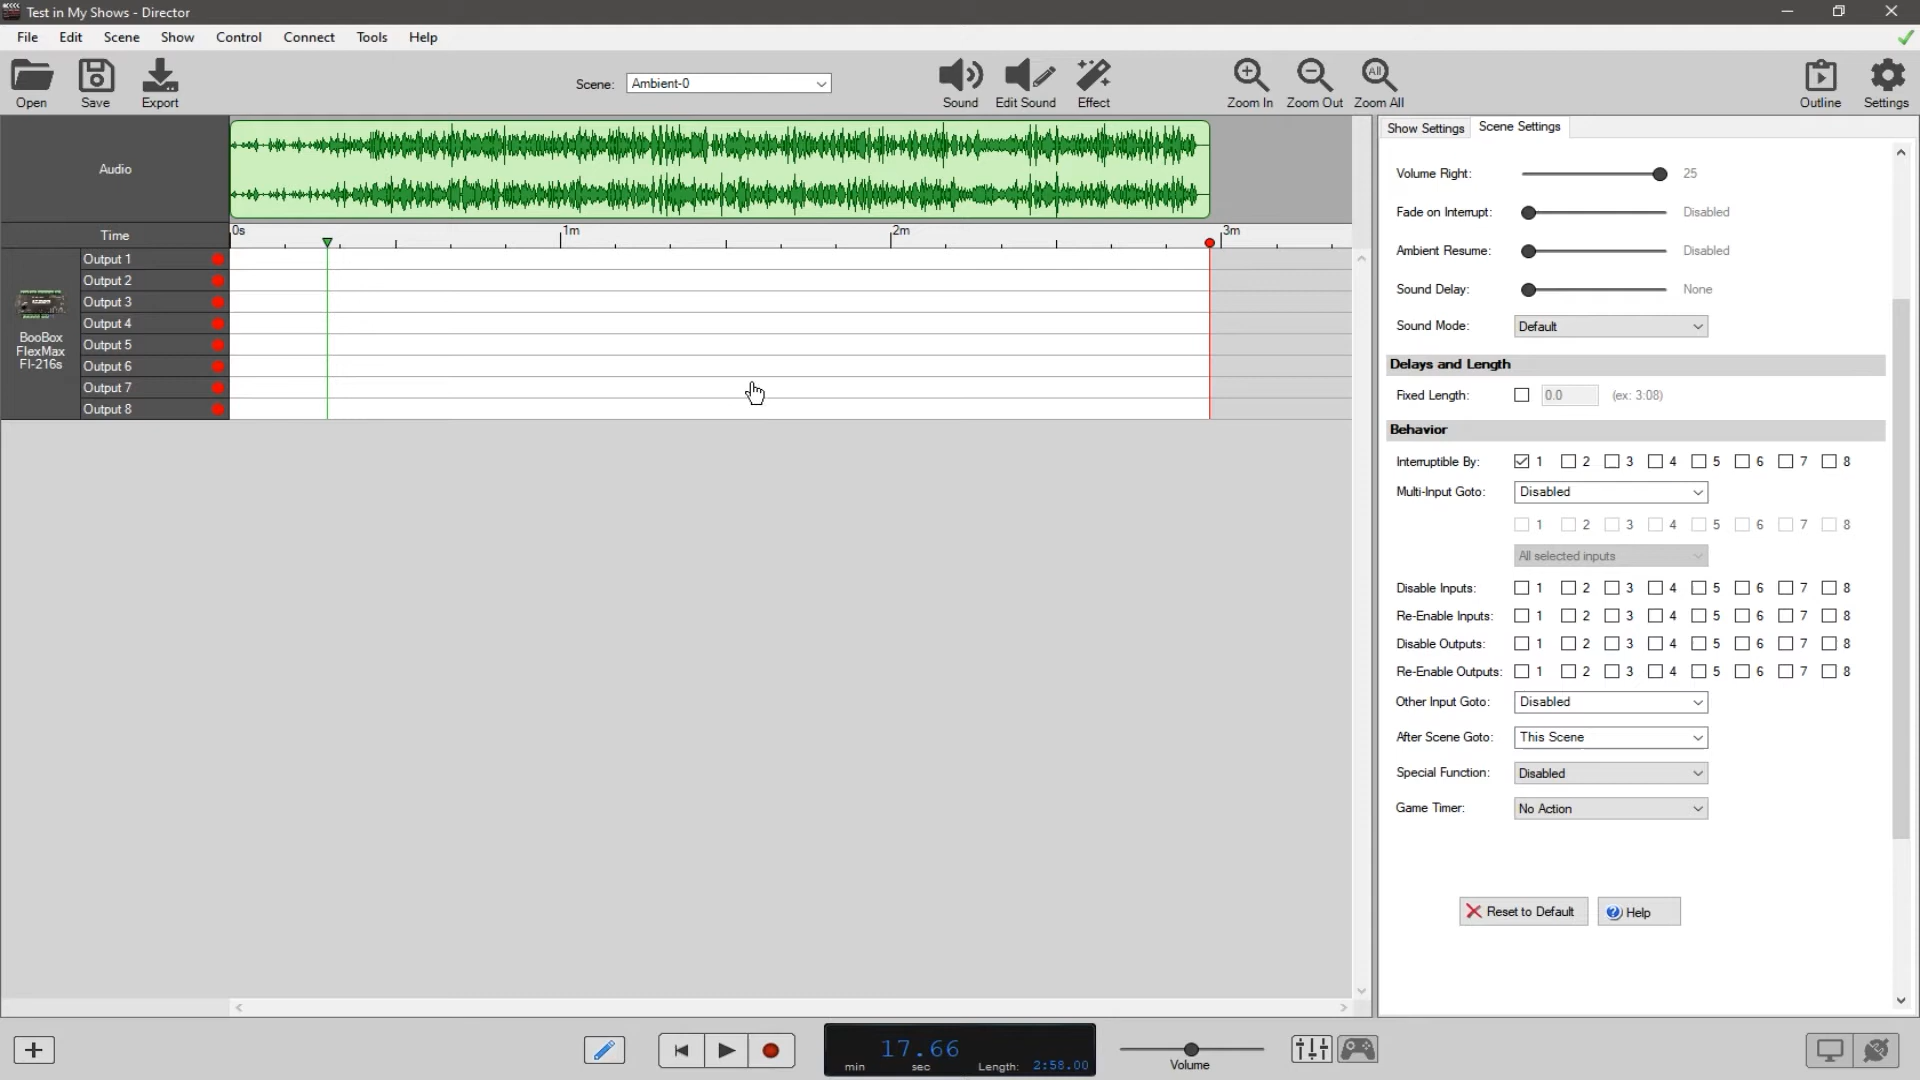 Test in My Shows - Director
File Edit Scene Show Control Connect Tools Help
Open Save Export
Scene: Ambient-0
Sound Edit Sound Effect
Zoom In Zoom Out All Zoom All
Outline Settings
Audio
Time
0s 1m 2m 3m
BooBox
FlexMax
FI-216s
Output 1
Output 2
Output 3
Output 4
Output 5
Output 6
Output 7
Output 8
Show Settings Scene Settings
Volume Right: 25
Fade on Interrupt: Disabled
Ambient Resume: Disabled
Sound Delay: None
Sound Mode: Default
Delays and Length
Fixed Length: 0.0 (ex: 3:08)
Behavior
Interruptible By: 1 2 3 4 5 6 7 8
Multi-Input Goto: Disabled
1 2 3 4 5 6 7 8
All selected inputs
Disable Inputs: 1 2 3 4 5 6 7 8
Re-Enable Inputs: 1 2 3 4 5 6 7 8
Disable Outputs: 1 2 3 4 5 6 7 8
Re-Enable Outputs: 1 2 3 4 5 6 7 8
Other Input Goto: Disabled
After Scene Goto: This Scene
Special Function: Disabled
Game Timer: No Action
Reset to Default Help
17.66
min sec Length: 2:58.00
Volume